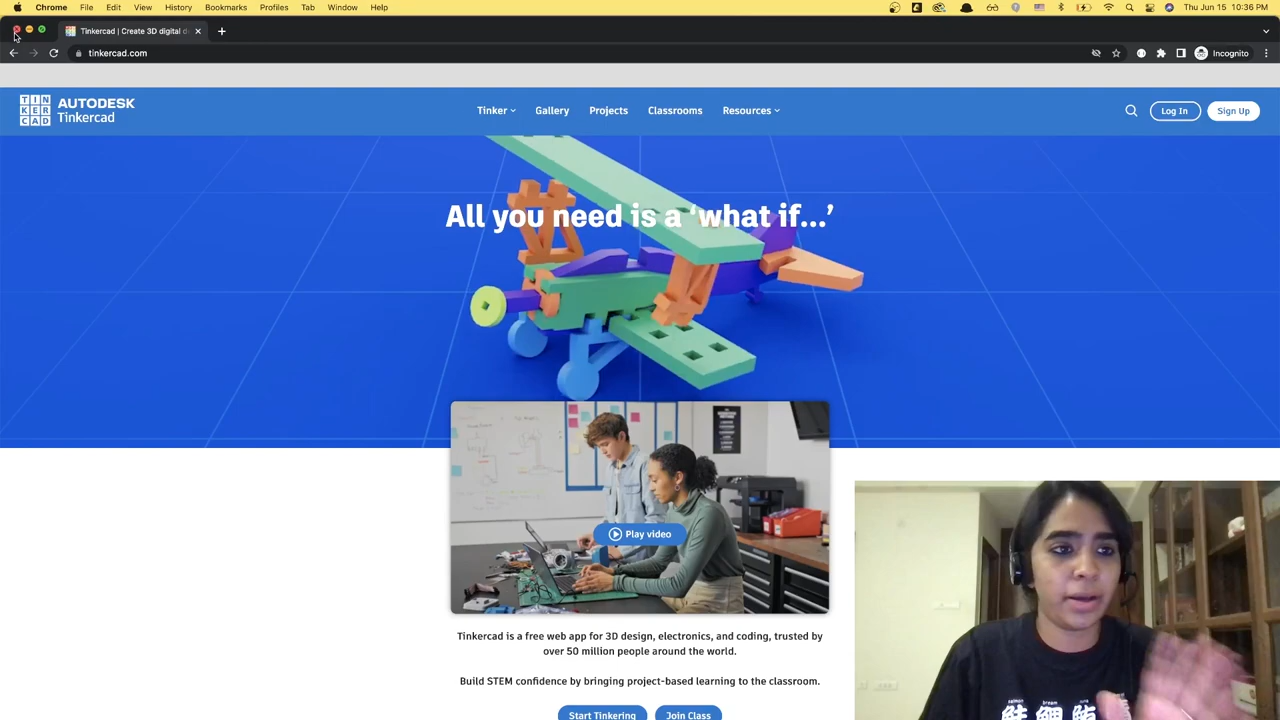 Chrome File Edit View History Bookmarks Profiles Tab Window Help Thu Jun 15 10:36 PM
Tinkercad | Create 3D digital d
tinkercad.com Incognito
TINKERCAD AUTODESK Tinkercad
Tinker Gallery Projects Classrooms Resources Log In Sign Up
All you need is a ‘what if...’
Play video
Tinkercad is a free web app for 3D design, electronics, and coding, trusted by
over 50 million people around the world.
Build STEM confidence by bringing project-based learning to the classroom.
Start Tinkering Join Class
salmon bream tuna